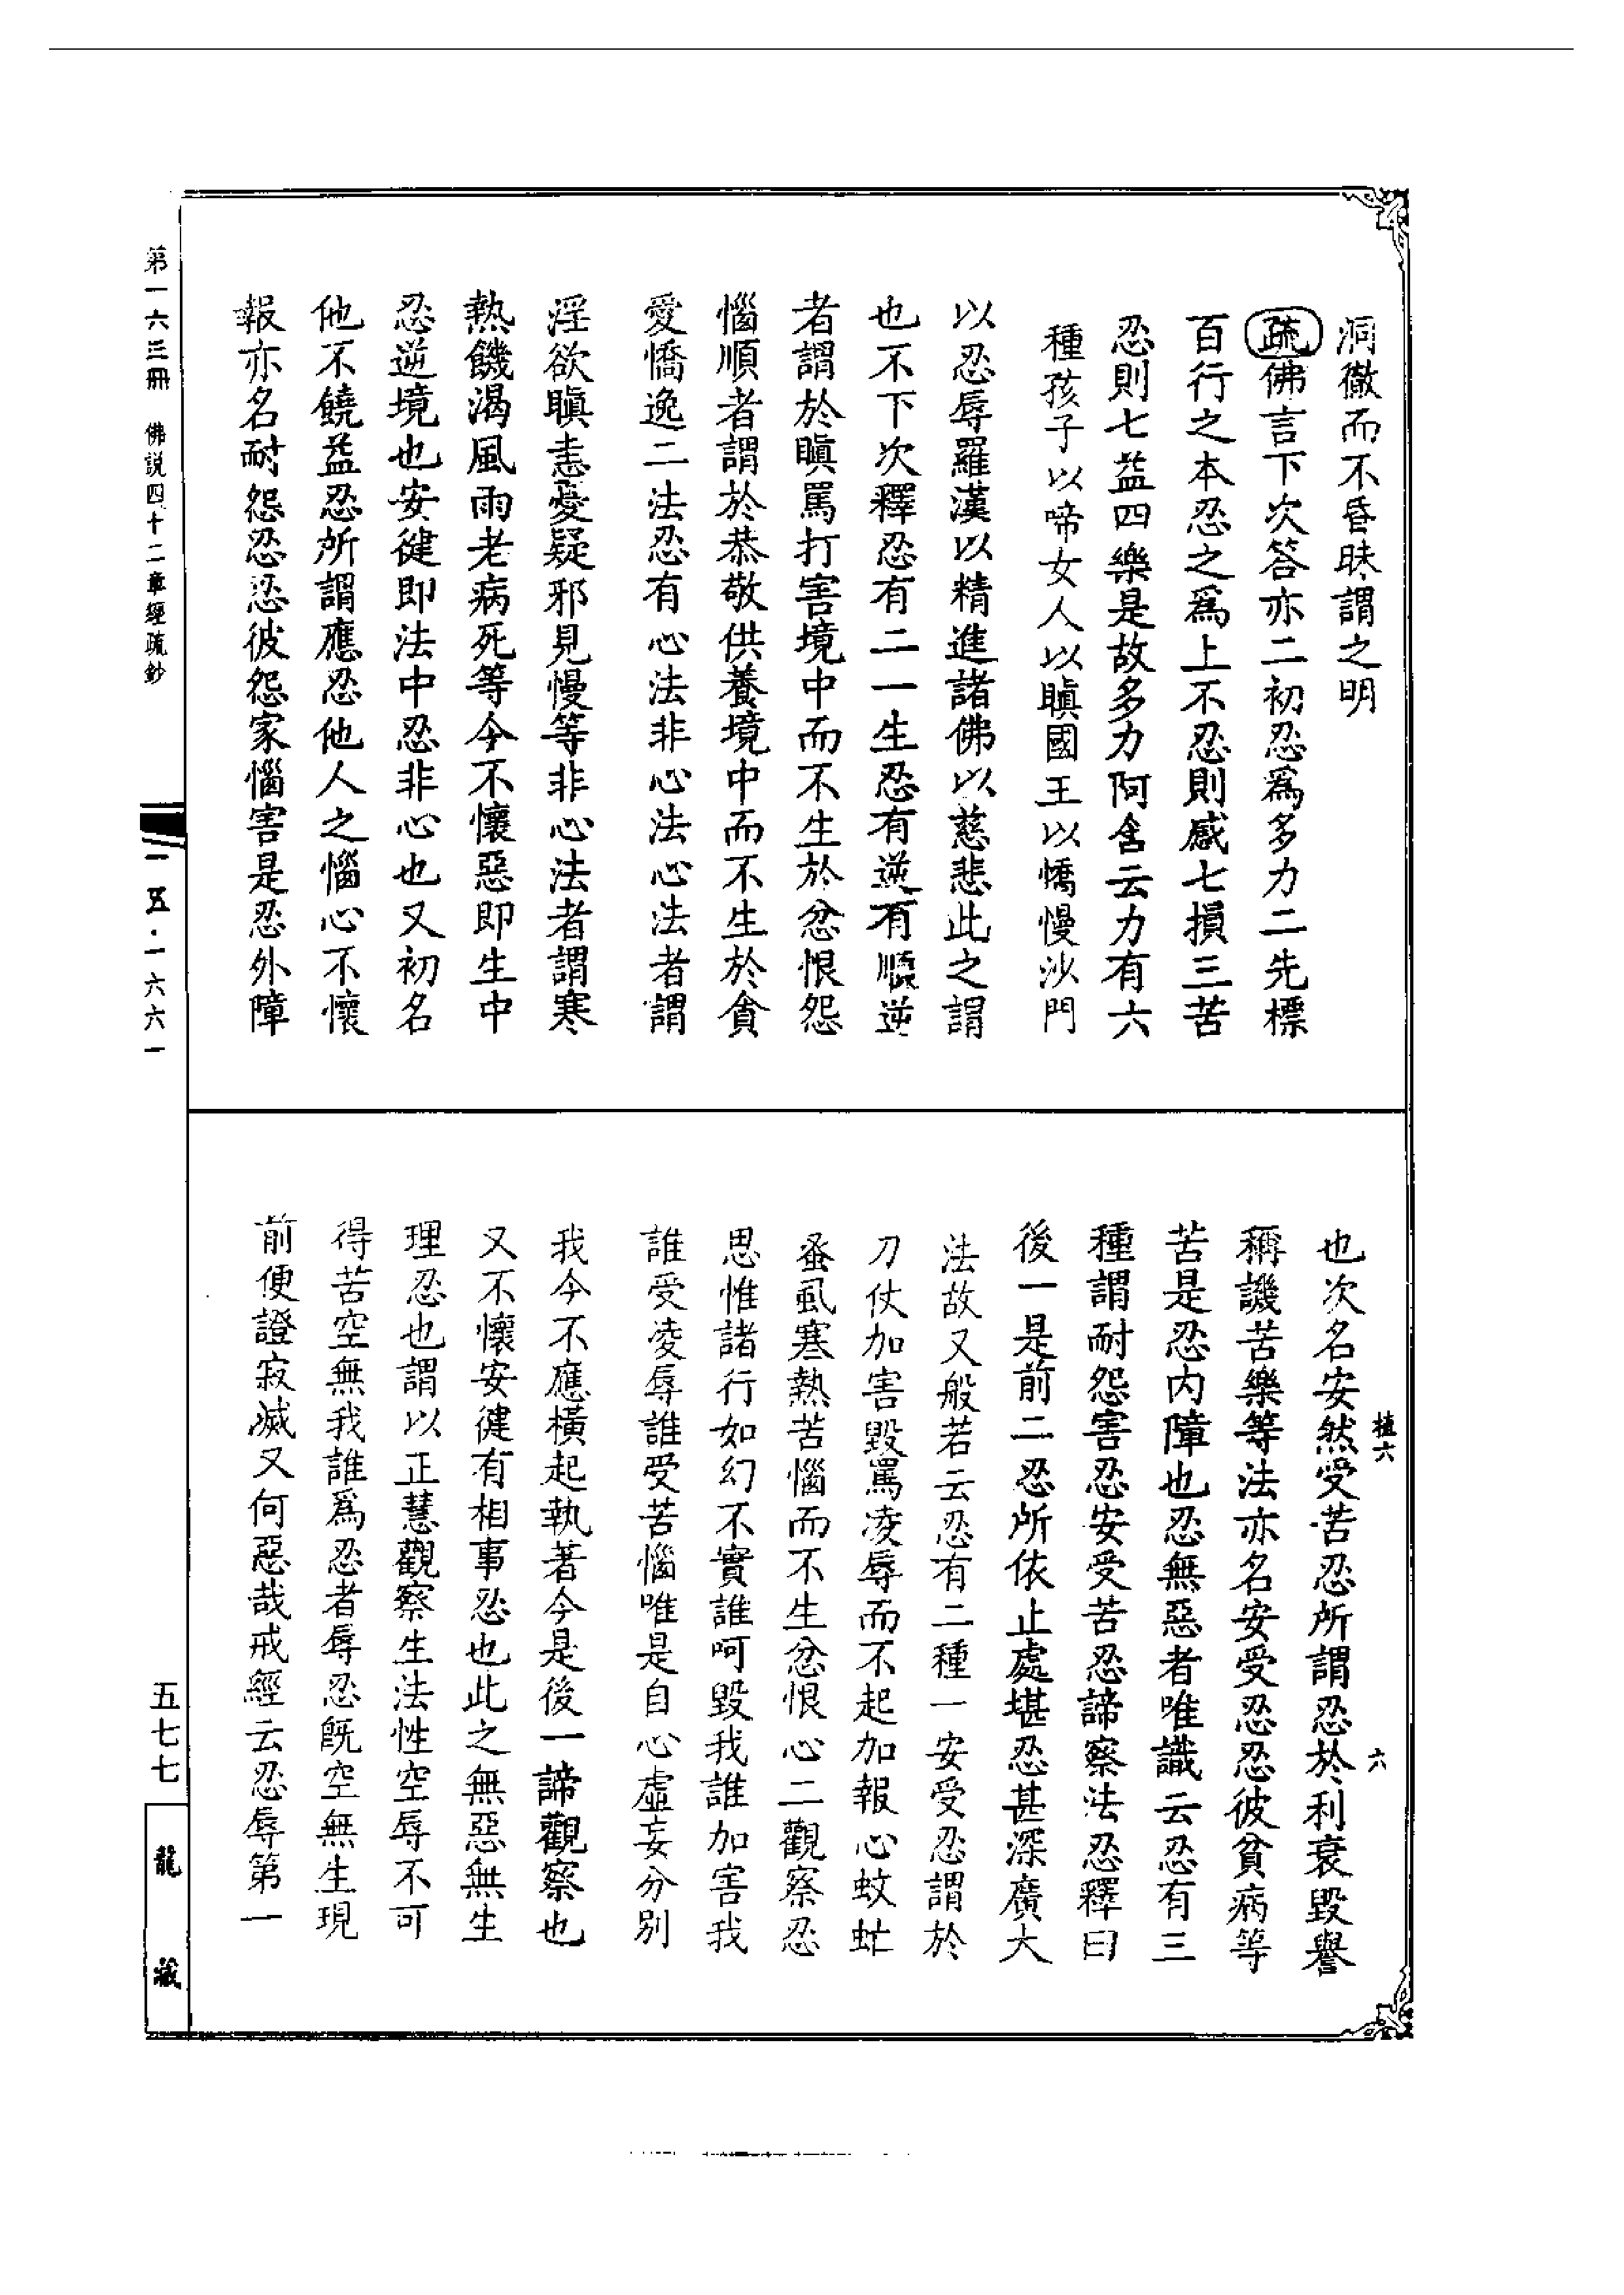 洞徹而不昏昧謂之明
疏佛言下次答亦二初忍爲多力二先標
百行之本忍之爲上不忍則感七損三苦
忍則七益四樂是故多力阿含云力有六
種孩子以啼女人以瞋國王以憍慢沙門
以忍辱羅漢以精進諸佛以慈悲此之謂
也不下次釋忍有二一生忍有逆有順逆
者謂於瞋罵打害境中而不生於忿恨怨
惱順者謂於恭敬供養境中而不生於貪
愛憍逸二法忍有心法非心法心法者謂
淫欲瞋恚憂疑邪見慢等非心法者謂寒
熱饑渴風雨老病死等今不懷惡即生中
忍逆境也安健即法中忍非心也又初名
他不饒益忍所謂應忍他人之惱心不懷
報亦名耐怨忍忍彼怨家惱害是忍外障
也次名安然受苦忍所謂忍於利衰毀譽
稱譏苦樂等法亦名安受忍忍彼貧病等
苦是忍內障也忍無惡者唯識云忍有三
種謂耐怨害忍安受苦忍諦察法忍釋曰
後一是前二忍所依止處堪忍甚深廣大
法故又般若云忍有二種一安受忍謂於
刀仗加害毀罵凌辱而不起加報心蚊虻
蚤虱寒熱苦惱而不生忿恨心二觀察忍
思惟諸行如幻不實誰呵毀我誰加害我
誰受凌辱誰受苦惱唯是自心虛妄分別
我今不應橫起執著今是後一諦觀察也
又不懷安健有相事忍也此之無惡無生
理忍也謂以正慧觀察生法性空辱不可
得苦空無我誰爲忍者辱忍既空無生現
前便證寂滅又何惡哉戒經云忍辱第一
植六
六
第一六三冊 佛説四十二章經疏鈔
一五·一六六一
五七七
龍藏